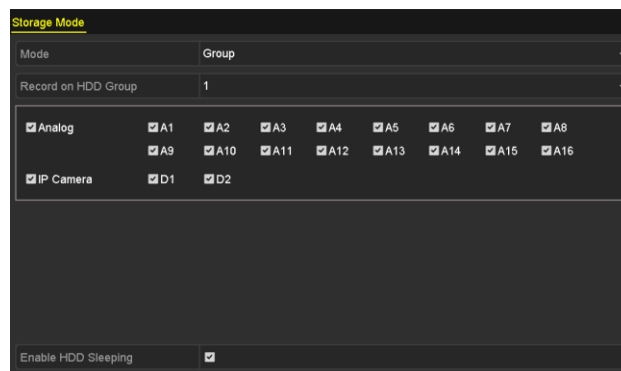 Storage Mode
Mode Group
Record on HDD Group 1
Analog A1 A2 A3 A4 A5 A6 A7 A8
A9 A10 A11 A12 A13 A14 A15 A16
IP Camera D1 D2
Enable HDD Sleeping